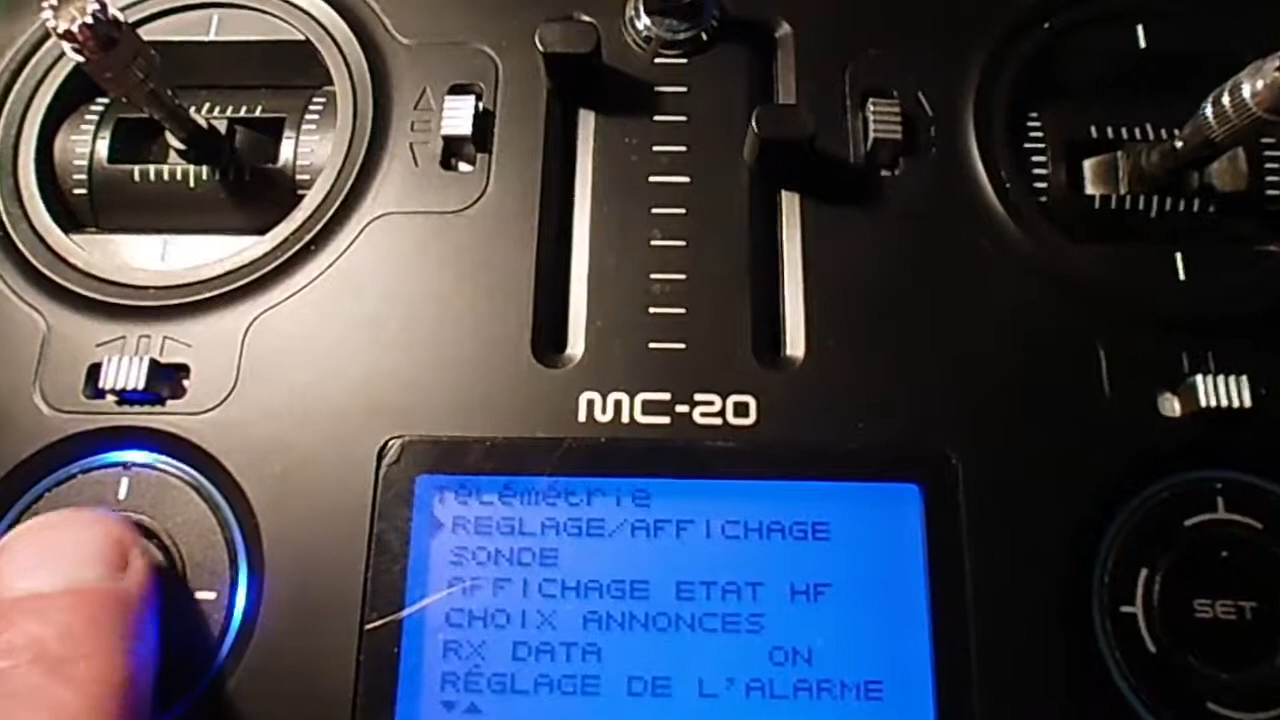 MC-20
Télémétrie
REGLAGE/AFFICHAGE
SONDE
AFFICHAGE ETAT HF
CHOIX ANNONCES
RX DATA ON
RÉGLAGE DE L'ALARME
SET